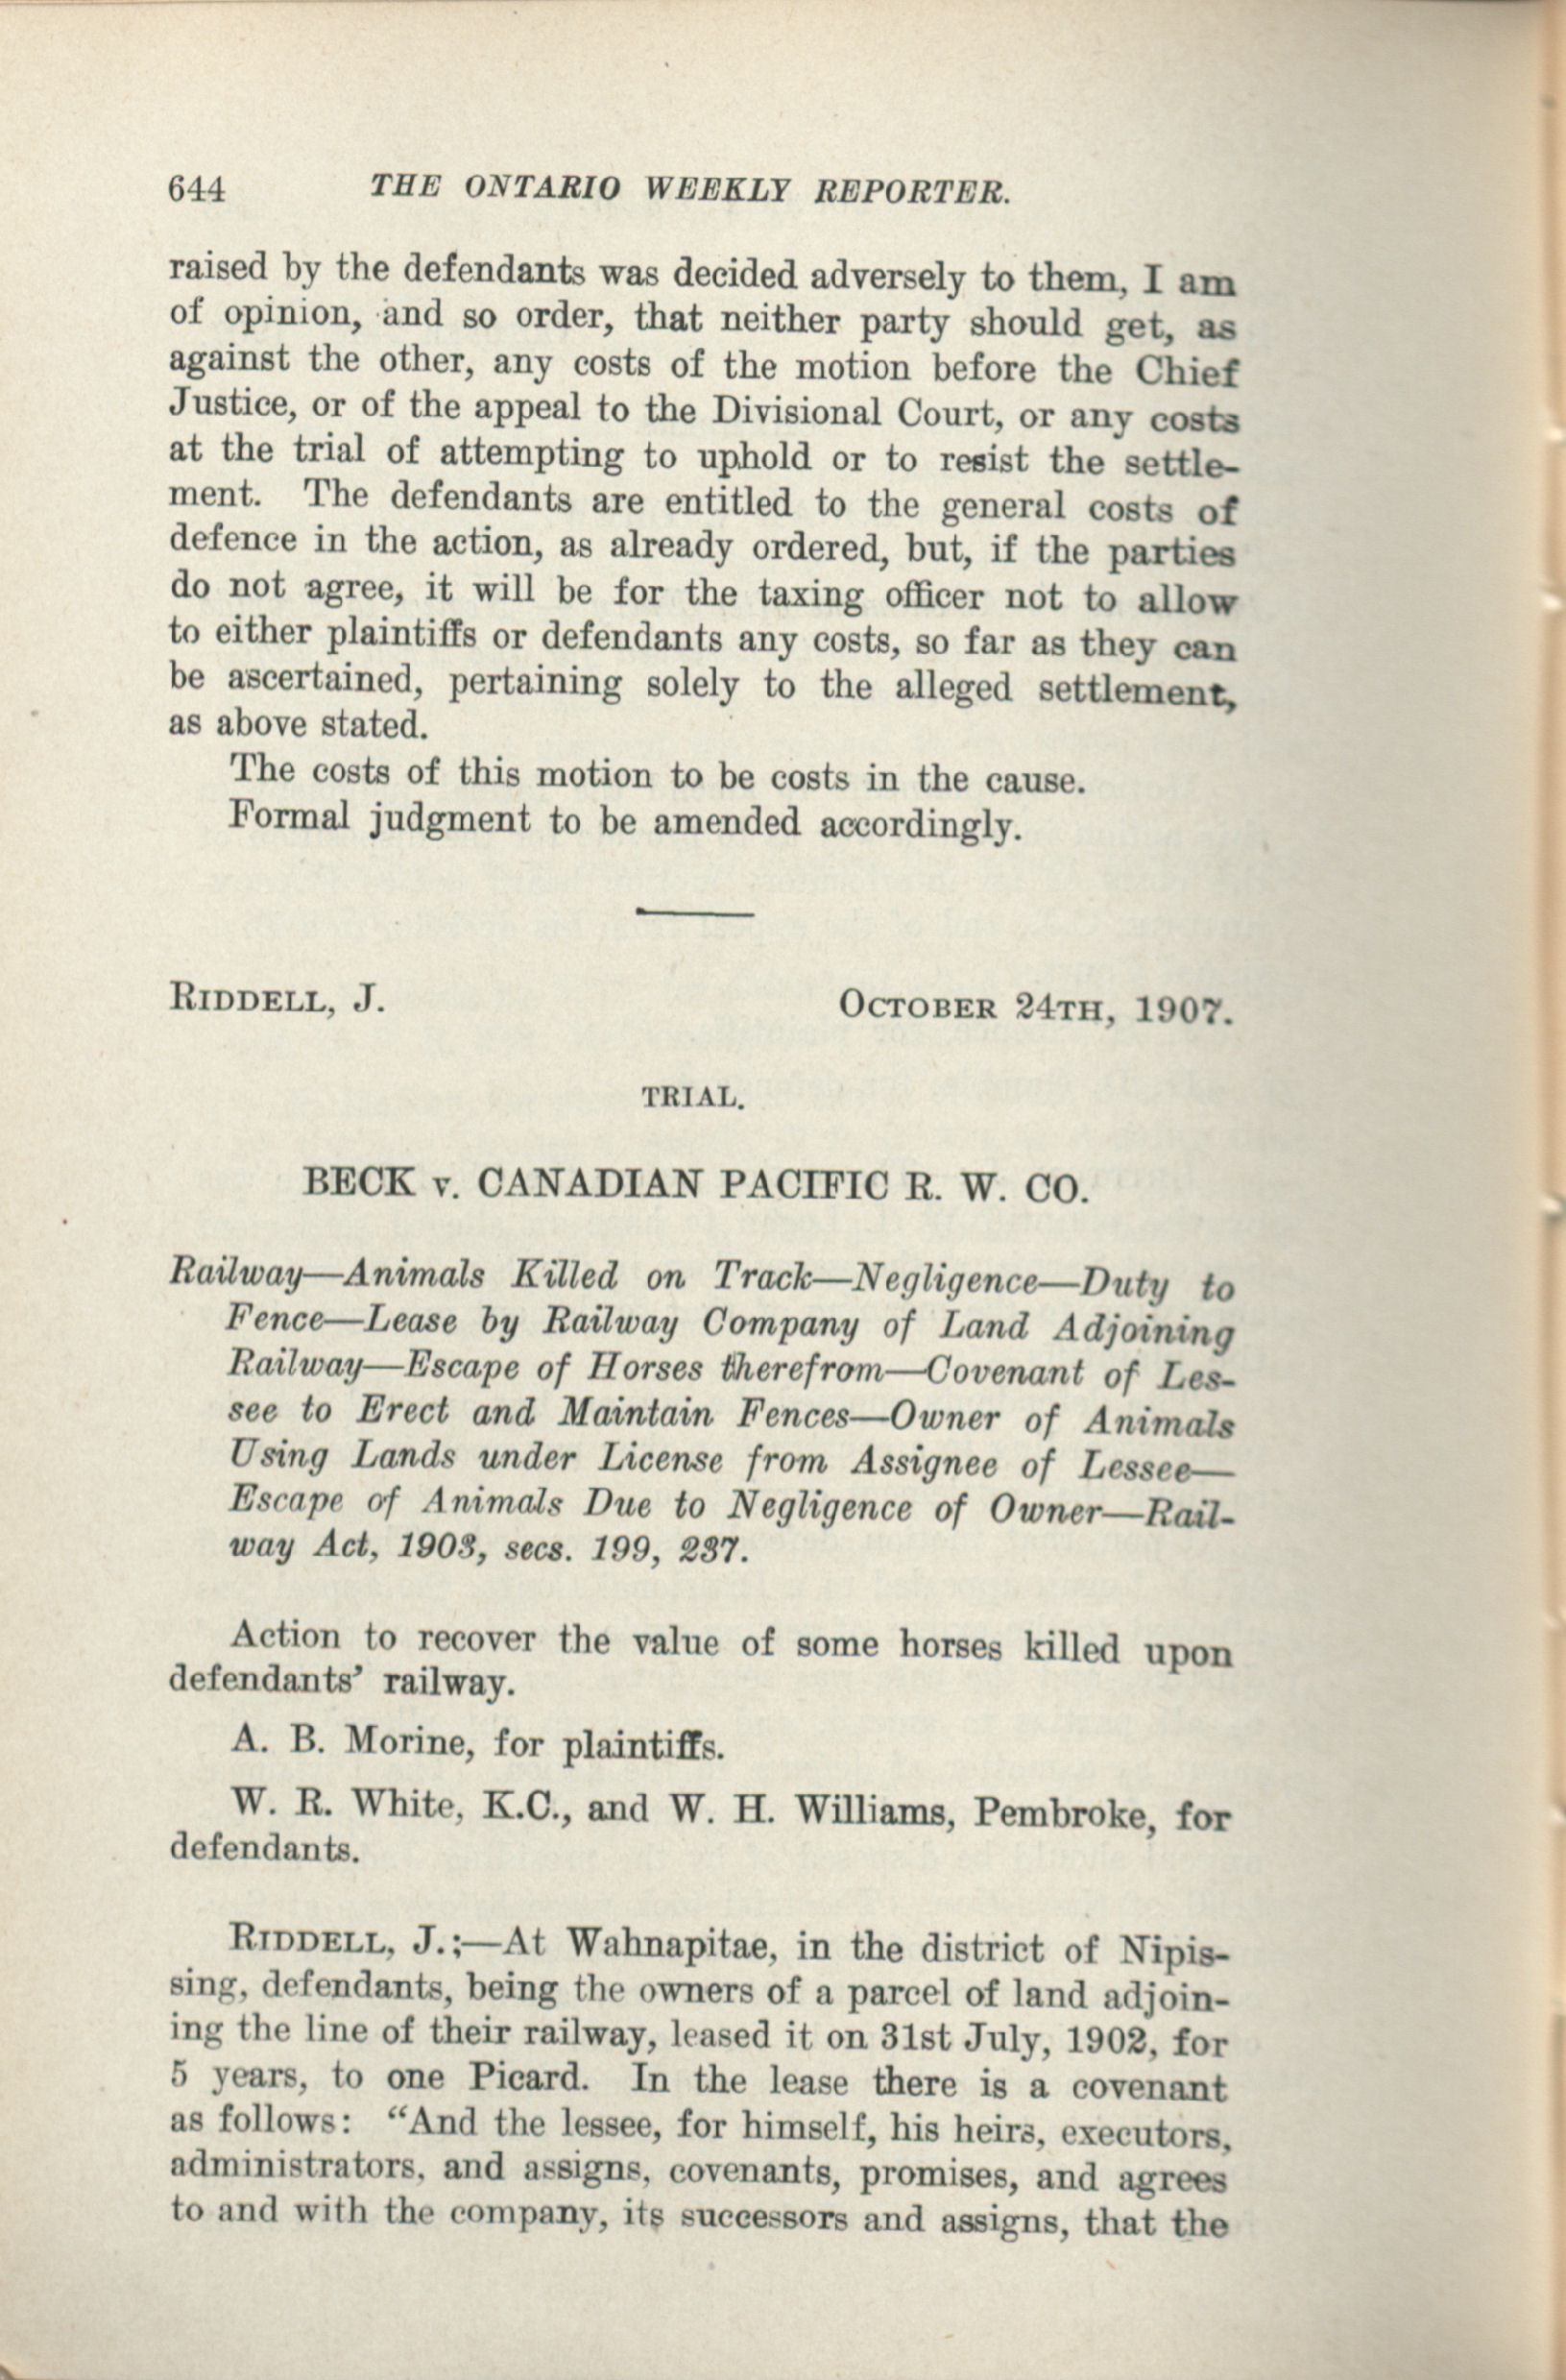 644 THE ONTARIO WEEKLY REPORTER.
raised by the defendants was decided adversely to them, I am
of opinion, and so order, that neither party should get, as
against the other, any costs of the motion before the Chief
Justice, or of the appeal to the Divisional Court, or any costs
at the trial of attempting to uphold or to resist the settle-
ment. The defendants are entitled to the general costs of
defence in the action, as already ordered, but, if the parties
do not agree, it will be for the taxing officer not to allow
to either plaintiffs or defendants any costs, so far as they can
be ascertained, pertaining solely to the alleged settlement,
as above stated.
The costs of this motion to be costs in the cause.
Formal judgment to be amended accordingly.
RIDDELL, J. OCTOBER 24TH, 1907.
TRIAL.
BECK v. CANADIAN PACIFIC R. W. CO.
Railway—Animals Killed on Track—Negligence—Duty to
Fence—Lease by Railway Company of Land Adjoining
Railway—Escape of Horses therefrom—Covenant of Les-
see to Erect and Maintain Fences—Owner of Animals
Using Lands under License from Assignee of Lessee—
Escape of Animals Due to Negligence of Owner—Rail-
way Act, 1903, secs. 199, 237.
Action to recover the value of some horses killed upon
defendants' railway.
A. B. Morine, for plaintiffs.
W. R. White, K.C., and W. H. Williams, Pembroke, for
defendants.
RIDDELL, J.;—At Wahnapitae, in the district of Nipis-
sing, defendants, being the owners of a parcel of land adjoin-
ing the line of their railway, leased it on 31st July, 1902, for
5 years, to one Picard. In the lease there is a covenant
as follows: "And the lessee, for himself, his heirs, executors,
administrators, and assigns, covenants, promises, and agrees
to and with the company, its successors and assigns, that the